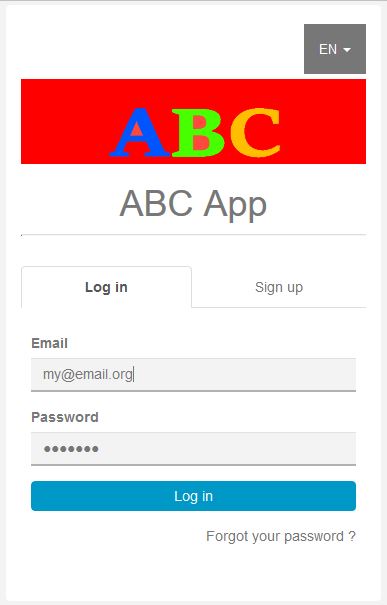 EN
ABC
ABC App
Log in
Sign up
Email
my@email.org
Password
•••••••
Log in
Forgot your password ?